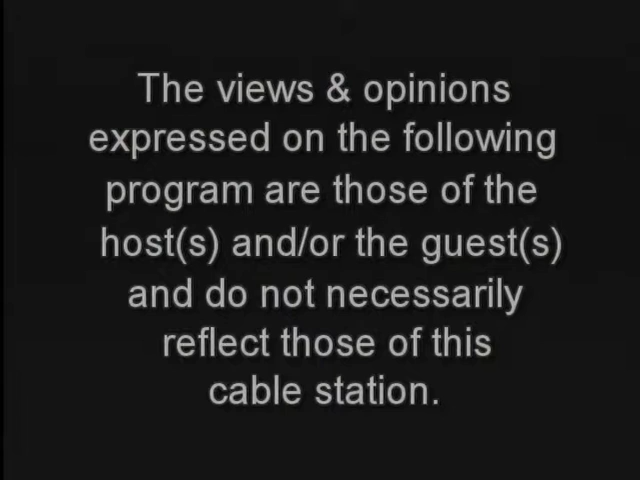 The views & opinions
expressed on the following
program are those of the
host(s) and/or the guest(s)
and do not necessarily
reflect those of this
cable station.